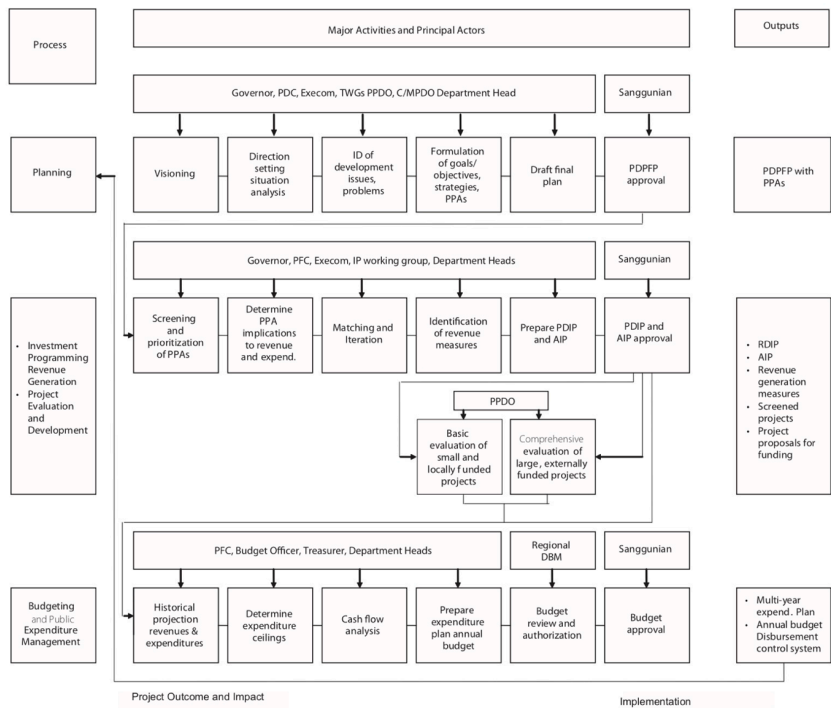 Process
Major Activities and Principal Actors
Outputs
Governor, PDC, Execom, TWGs PPDO, C/MPDO Department Head
Sanggunian
Planning
Visioning
Direction
setting
situation
analysis
ID of
development
issues,
problems
Formulation
of goals/
objectives,
strategies,
PPAs
Draft final
plan
PDPFP
approval
PDPFP with
PPAs
Governor, PFC, Execom, IP working group, Department Heads
Sanggunian
• Investment
Programming
Revenue
Generation
• Project
Evaluation
and
Development
Screening
and
prioritization
of PPAs
Determine
PPA
implications
to revenue
and expend.
Matching and
Iteration
Identification
of revenue
measures
Prepare PDIP
and AIP
PDIP and
AIP approval
• RDIP
• AIP
• Revenue
generation
measures
• Screened
projects
• Project
proposals for
funding
PPDO
Basic
evaluation of
small and
locally funded
projects
Comprehensive
evaluation of
large, externally
funded projects
PFC, Budget Officer, Treasurer, Department Heads
Regional
DBM
Sanggunian
Budgeting
and Public
Expenditure
Management
Historical
projection
revenues &
expenditures
Determine
expenditure
ceilings
Cash flow
analysis
Prepare
expenditure
plan annual
budget
Budget
review and
authorization
Budget
approval
• Multi-year
expend. Plan
• Annual budget
Disbursement
control system
Project Outcome and Impact
Implementation